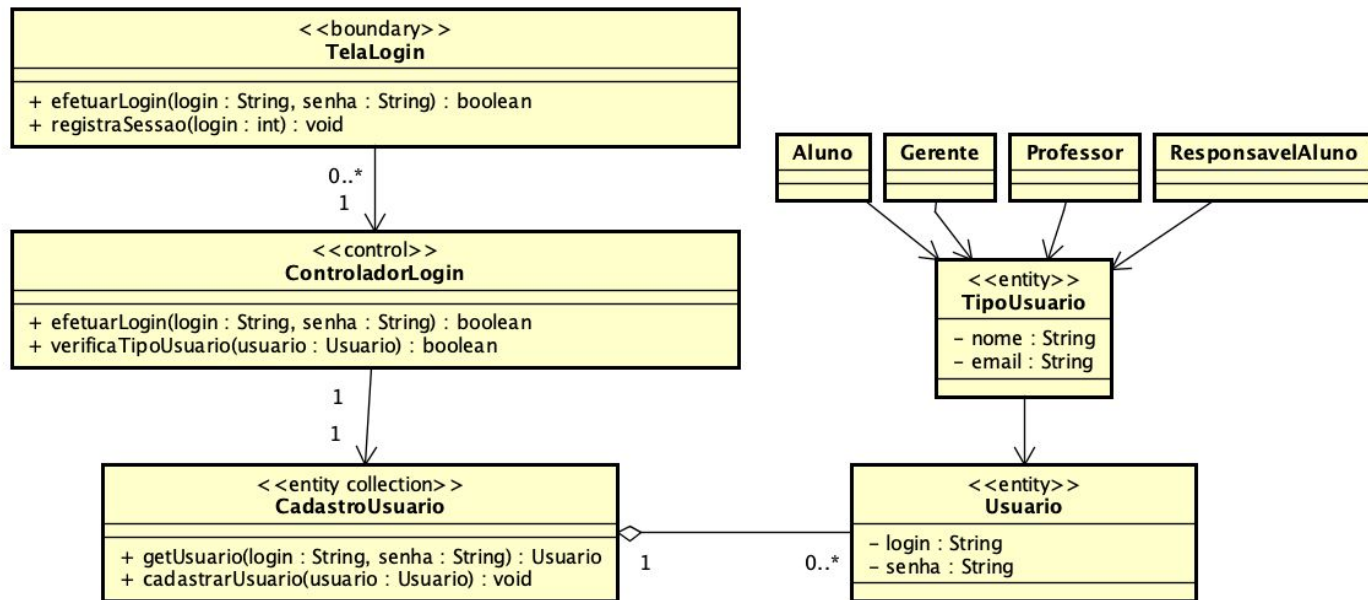 <<boundary>>
TelaLogin
+ efetuarLogin(login : String, senha : String) : boolean
+ registraSessao(login : int) : void
0..*
1
<<control>>
ControladorLogin
+ efetuarLogin(login : String, senha : String) : boolean
+ verificaTipoUsuario(usuario : Usuario) : boolean
1
1
<<entity collection>>
CadastroUsuario
+ getUsuario(login : String, senha : String) : Usuario
+ cadastrarUsuario(usuario : Usuario) : void
1
0..*
Aluno
Gerente
Professor
ResponsavelAluno
<<entity>>
TipoUsuario
- nome : String
- email : String
<<entity>>
Usuario
- login : String
- senha : String